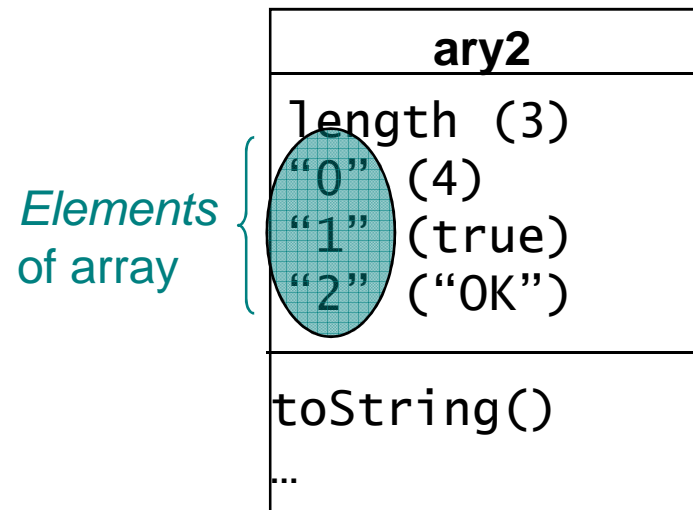 ary2
length (3)
“0” (4)
“1” (true)
“2” (“OK”)
Elements
of array
toString()
…